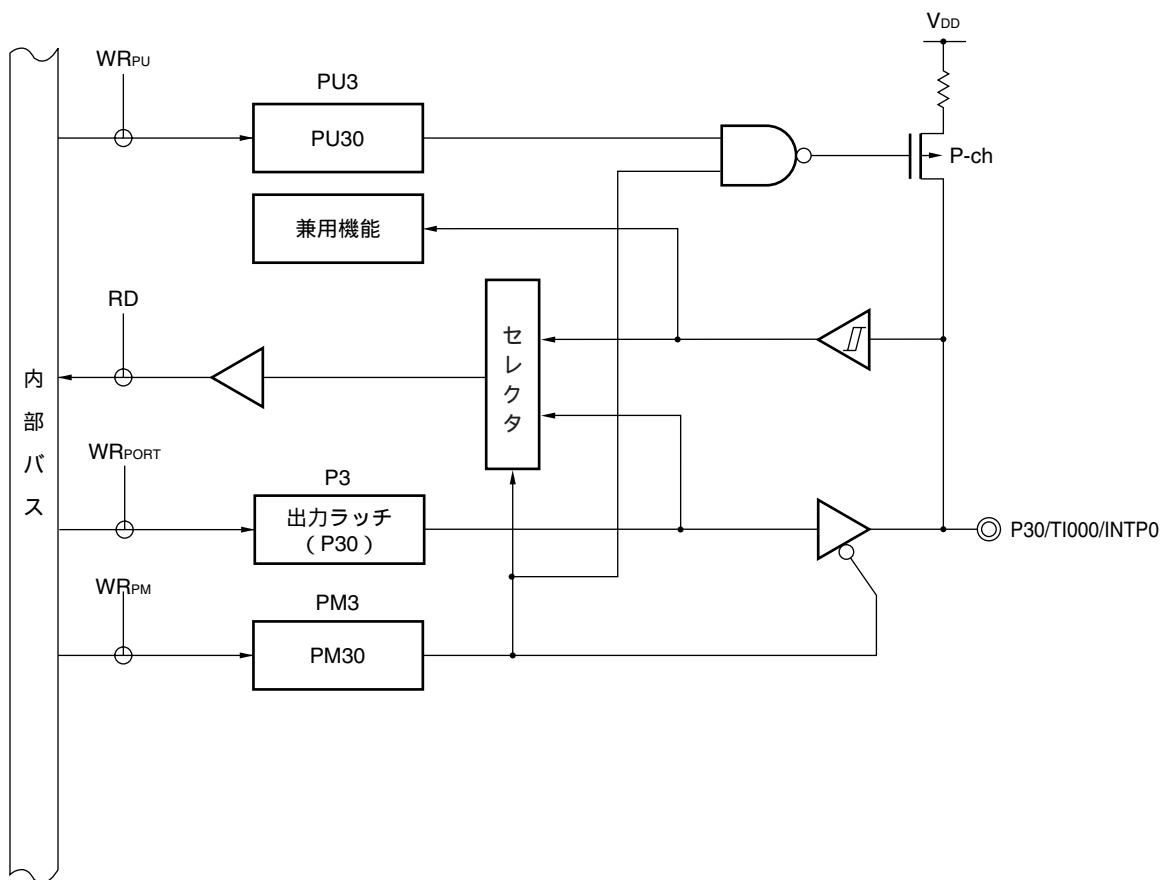 VDD
WRPU
PU3
PU30
P-ch
兼用機能
RD
セレクタ
内部バス
WRPORT
P3
出力ラッチ
（P30）
P30/TI000/INTP0
WRPM
PM3
PM30